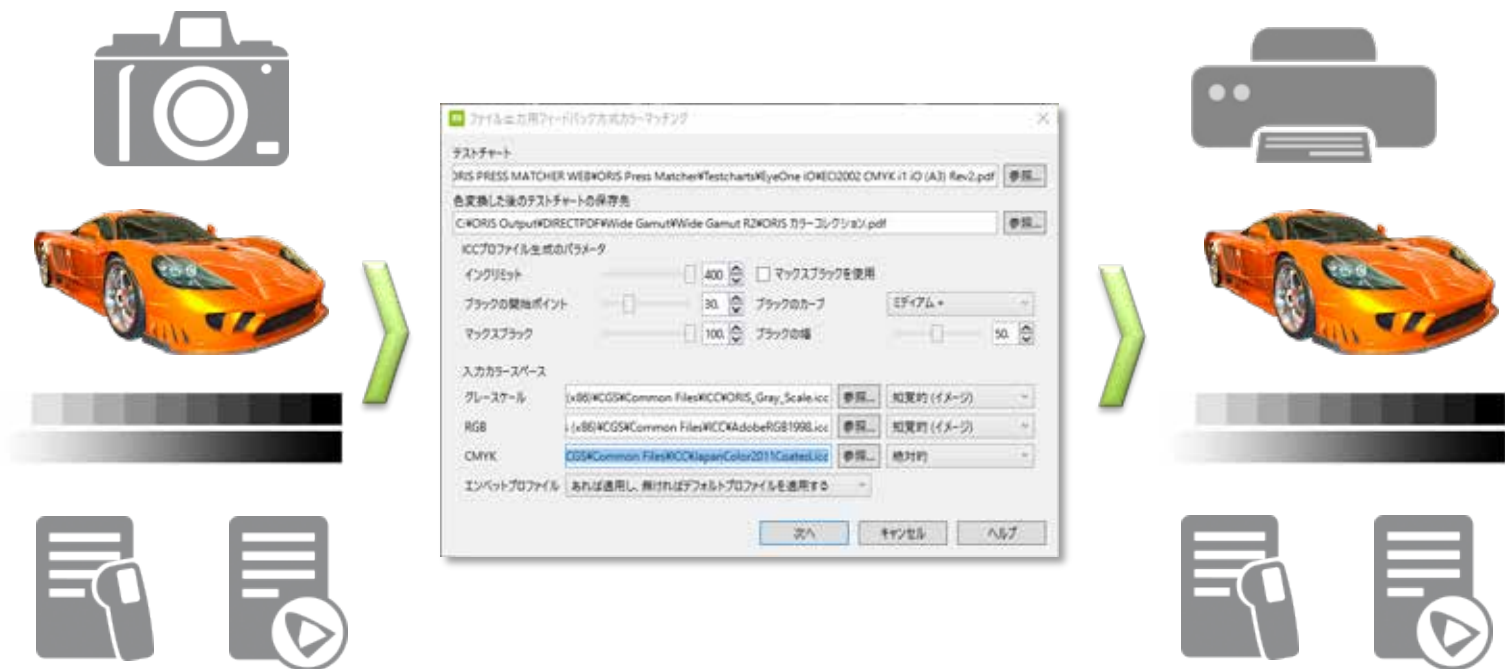 ファイル出力用フィードバック方式カラーマッチング
テストチャート
ORIS PRESS MATCHER WEB¥ORIS Press Matcher¥Testcharts¥EyeOne iO¥ECI2002 CMYK i1 iO (A3) Rev2.pdf 参照...
色変換した後のテストチャートの保存先
C:¥ORIS Output¥DIRECTPDF¥Wide Gamut¥Wide Gamut R2¥ORIS カラーコレクション.pdf 参照...
ICCプロファイル生成のパラメータ
インクリミット 400 マックスブラックを使用
ブラックの開始ポイント 30. ブラックのカーブ ミディアム +
マックスブラック 100. ブラックの幅 50.
入力カラースペース
グレースケール (x86)¥CGS¥Common Files¥ICC¥ORIS_Gray_Scale.icc 参照... 知覚的 (イメージ)
RGB (x86)¥CGS¥Common Files¥ICC¥AdobeRGB1998.icc 参照... 知覚的 (イメージ)
CMYK CGS¥Common Files¥ICC¥JapanColor2011Coated.icc 参照... 絶対的
エンベットプロファイル あれば適用し、無ければデフォルトプロファイルを適用する
次へ キャンセル ヘルプ